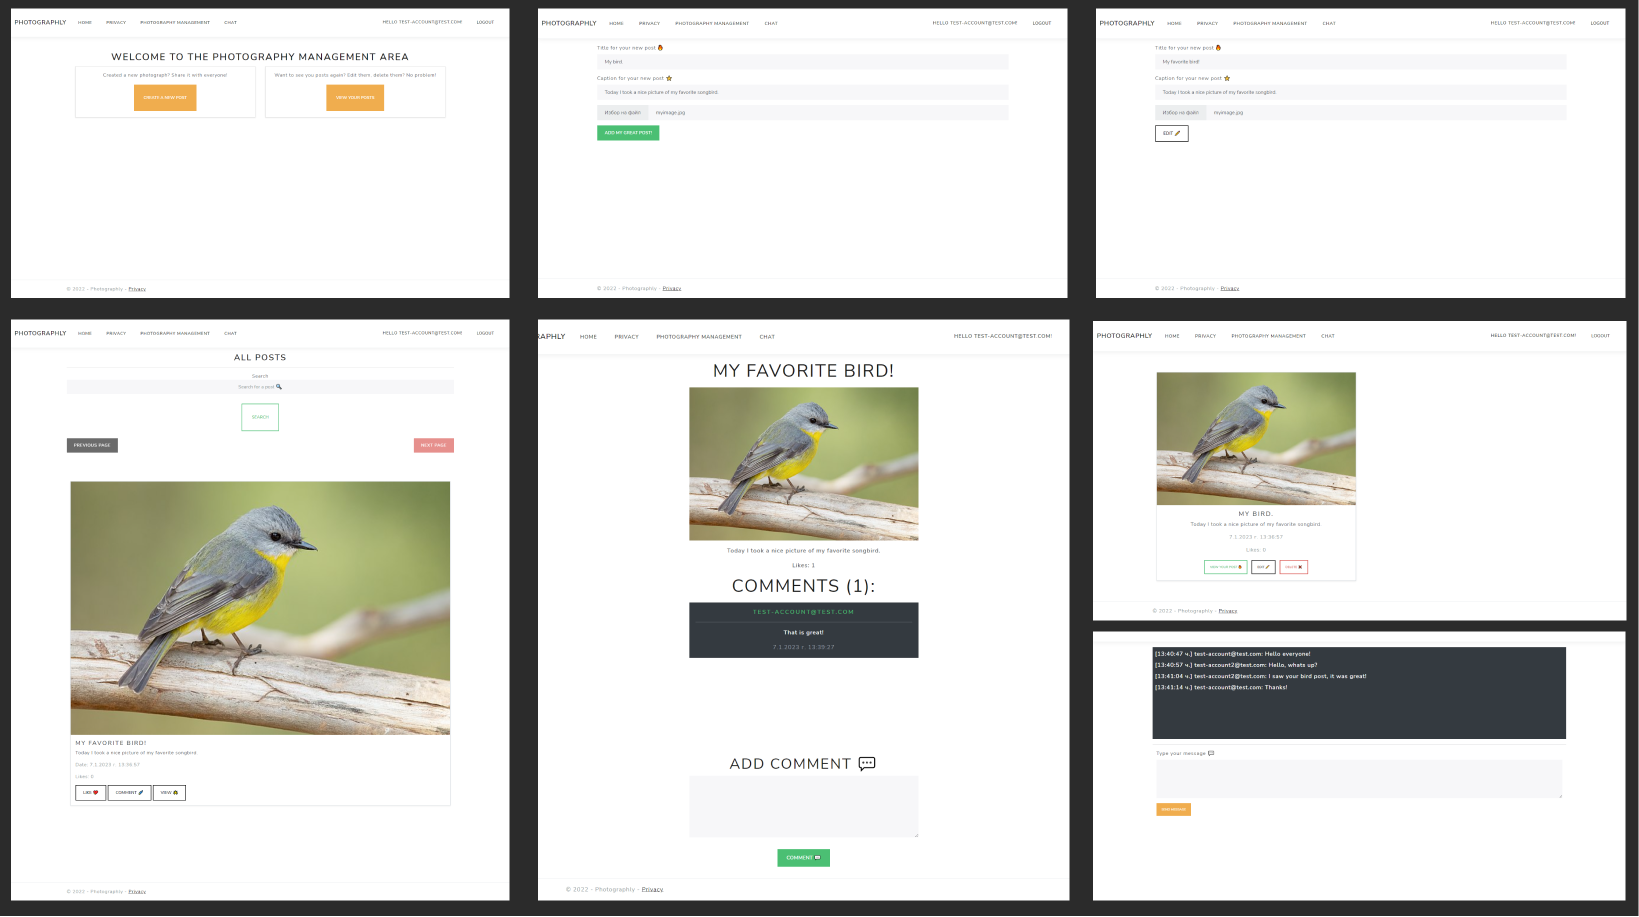 PHOTOGRAPHLY HOME PRIVACY PHOTOGRAPHY MANAGEMENT CHAT HELLO TEST-ACCOUNT@TEST.COM! LOGOUT
WELCOME TO THE PHOTOGRAPHY MANAGEMENT AREA
Created a new photograph? Share it with everyone!
CREATE A NEW POST
Want to see you posts again? Edit them, delete them? No problem!
VIEW YOUR POSTS
© 2022 - Photographly - Privacy
PHOTOGRAPHLY HOME PRIVACY PHOTOGRAPHY MANAGEMENT CHAT HELLO TEST-ACCOUNT@TEST.COM! LOGOUT
Title for your new post
My bird.
Caption for your new post
Today I took a nice picture of my favorite songbird.
Избор на файл myimage.jpg
ADD MY GREAT POST!
© 2022 - Photographly - Privacy
PHOTOGRAPHLY HOME PRIVACY PHOTOGRAPHY MANAGEMENT CHAT HELLO TEST-ACCOUNT@TEST.COM! LOGOUT
Title for your new post
My favorite bird!
Caption for your new post
Today I took a nice picture of my favorite songbird.
Избор на файл myimage.jpg
EDIT
© 2022 - Photographly - Privacy
PHOTOGRAPHLY HOME PRIVACY PHOTOGRAPHY MANAGEMENT CHAT HELLO TEST-ACCOUNT@TEST.COM! LOGOUT
ALL POSTS
Search
Search for a post
SEARCH
PREVIOUS PAGE NEXT PAGE
MY FAVORITE BIRD!
Today I took a nice picture of my favorite songbird.
Date: 7.1.2023 г. 13:36:57
Likes: 0
LIKE COMMENT VIEW
© 2022 - Photographly - Privacy
RAPHLY HOME PRIVACY PHOTOGRAPHY MANAGEMENT CHAT HELLO TEST-ACCOUNT@TEST.COM!
MY FAVORITE BIRD!
Today I took a nice picture of my favorite songbird.
Likes: 1
COMMENTS (1):
TEST-ACCOUNT@TEST.COM
That is great!
7.1.2023 г. 13:39:27
ADD COMMENT
COMMENT
© 2022 - Photographly - Privacy
PHOTOGRAPHLY HOME PRIVACY PHOTOGRAPHY MANAGEMENT CHAT HELLO TEST-ACCOUNT@TEST.COM! LOGOUT
MY BIRD.
Today I took a nice picture of my favorite songbird.
7.1.2023 г. 13:36:57
Likes: 0
VIEW YOUR POST EDIT DELETE
© 2022 - Photographly - Privacy
[13:40:47 ч.] test-account@test.com: Hello everyone!
[13:40:57 ч.] test-account2@test.com: Hello, whats up?
[13:41:04 ч.] test-account2@test.com: I saw your bird post, it was great!
[13:41:14 ч.] test-account@test.com: Thanks!
Type your message
SEND MESSAGE